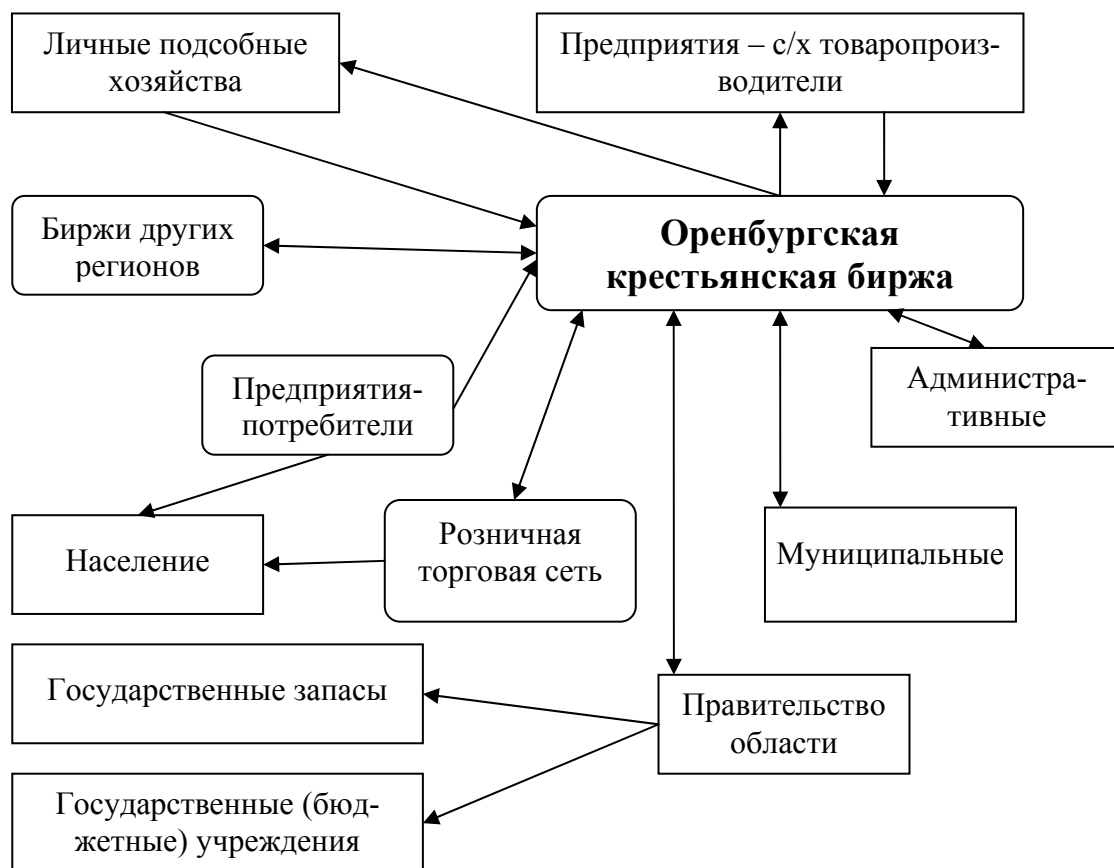 Личные подсобные
хозяйства
Предприятия – с/х товаропроиз-
водители
Биржи других
регионов
Оренбургская
крестьянская биржа
Предприятия-
потребители
Администра-
тивные
Население
Розничная
торговая сеть
Муниципальные
Государственные запасы
Правительство
области
Государственные (бюд-
жетные) учреждения